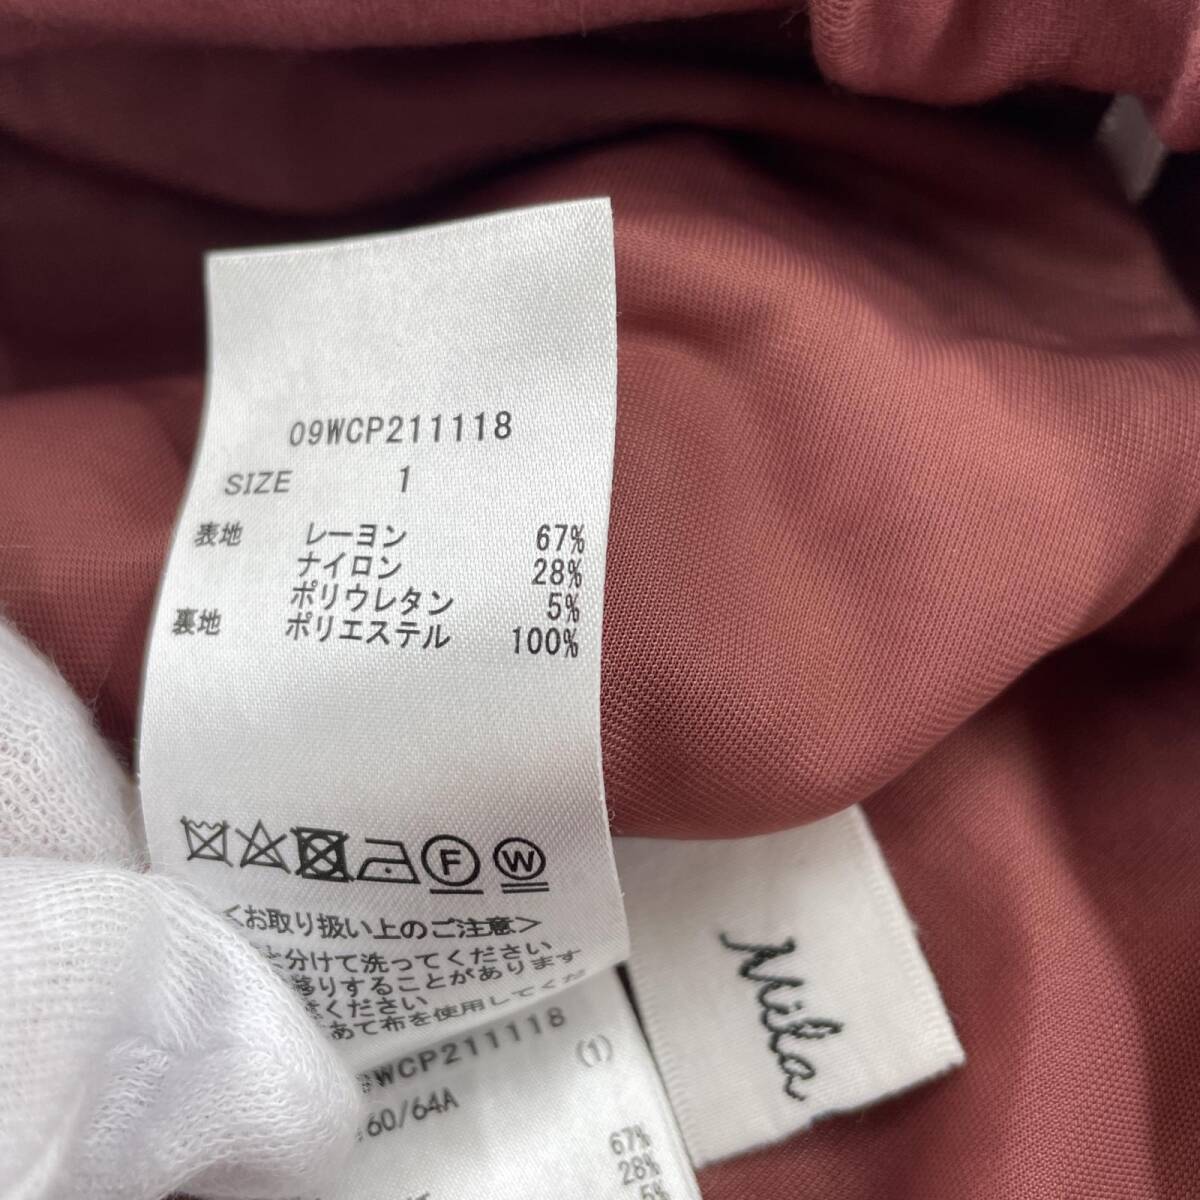 09WCP211118
SIZE 1
表地 レーヨン 67%
ナイロン 28%
ポリウレタン 5%
裏地 ポリエステル 100%
F W
<お取り扱い上のご注意>
と分けて洗ってください
移りすることがあります
ください
あて布を使用してくだ
WCP211118
(1)
60/64A
67%
28%
5%
Mila